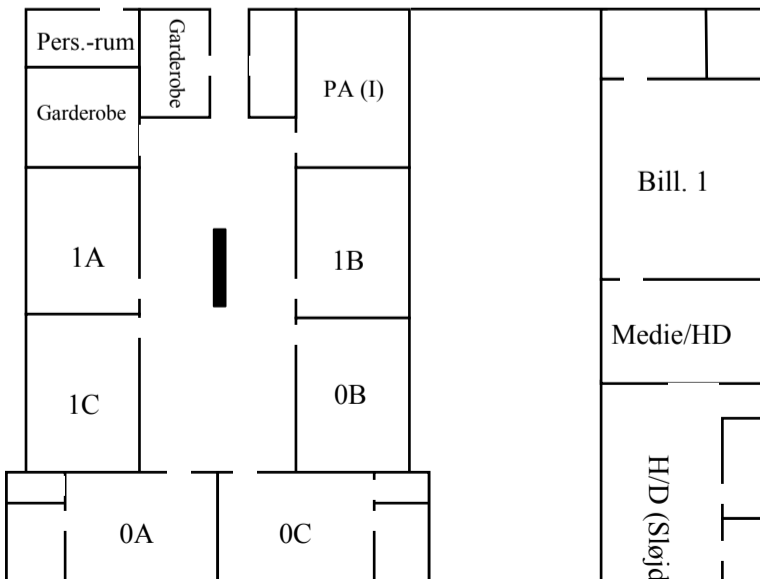 Pers.-rum
Garderobe
Garderobe
PA (I)
Bill. 1
1A
1B
Medie/HD
1C
0B
H/D (Sløjd
0A
0C